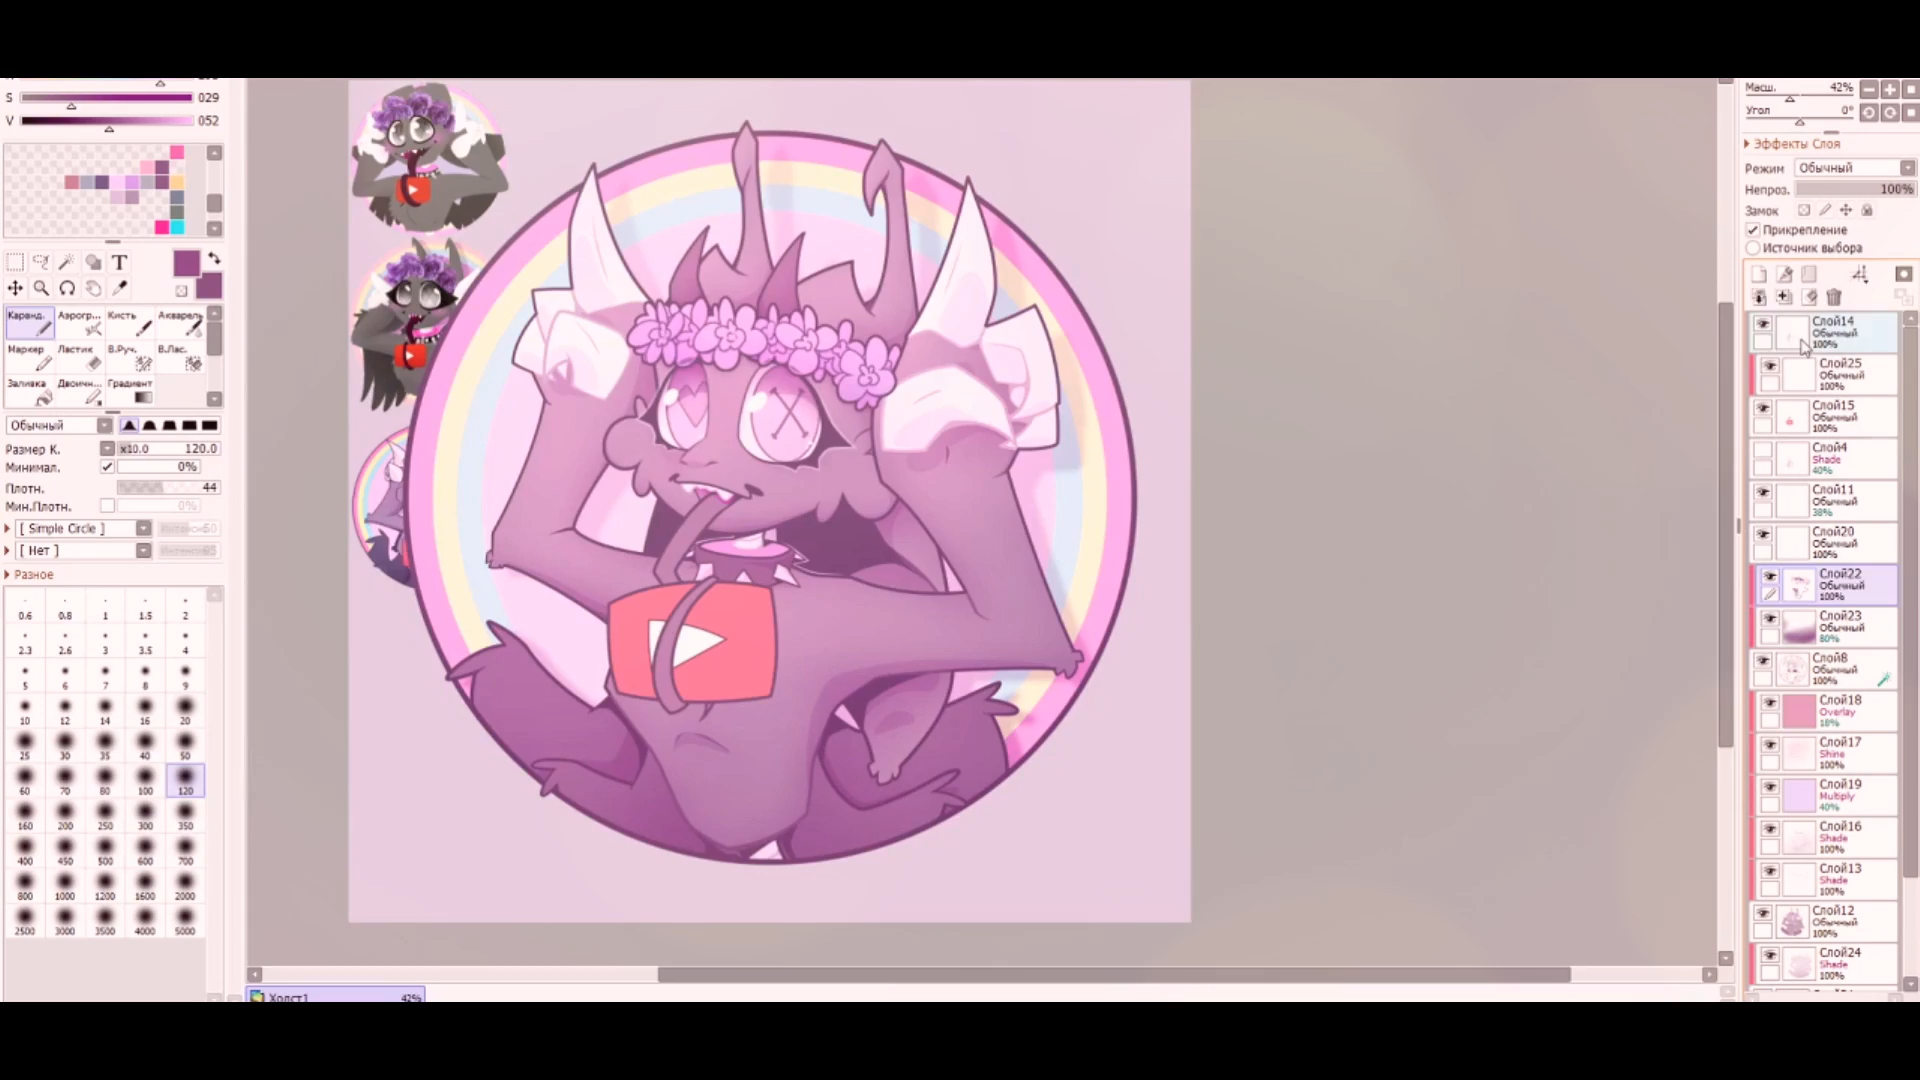 S 029
V 052
T
Каранд. Аэрогр... Кисть Акварель
Маркер Ластик В.Руч. В.Лас.
Заливка Двоичн... Градиент
Обычный
Размер К. x10.0 120.0
Минимал. 0%
Плотн. 44
Мин.Плотн. 0%
[ Simple Circle ]
[ Нет ]
Разное
0.6 0.8 1 1.5 2
2.3 2.6 3 3.5 4
5 6 7 8 9
10 12 14 16 20
25 30 35 40 50
60 70 80 100 120
160 200 250 300 350
400 450 500 600 700
800 1000 1200 1600 2000
2500 3000 3500 4000 5000
Холст1 42%
Масш. 42%
Угол 0°
Эффекты Слоя
Режим Обычный
Непроз. 100%
Замок
Прикрепление
Источник выбора
Слой14
Обычный
100%
Слой25
Обычный
100%
Слой15
Обычный
100%
Слой4
Shade
40%
Слой11
Обычный
38%
Слой20
Обычный
100%
Слой22
Обычный
100%
Слой23
Обычный
80%
Слой8
Обычный
100%
Слой18
Overlay
18%
Слой17
Shine
100%
Слой19
Multiply
40%
Слой16
Shade
100%
Слой13
Shade
100%
Слой12
Обычный
100%
Слой24
Shade
100%